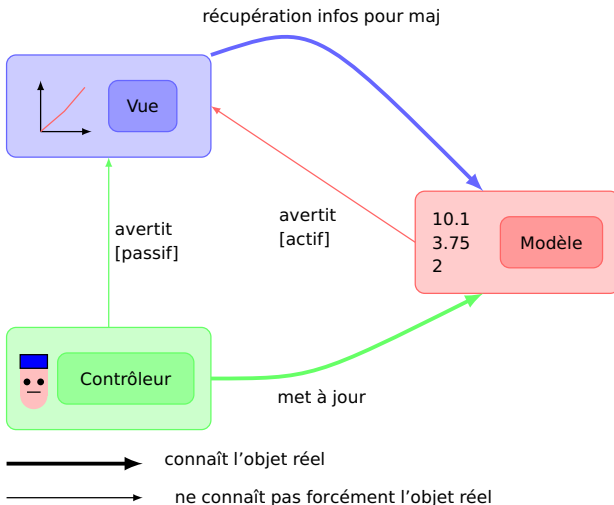 récupération infos pour maj
Vue
avertit
[passif]
avertit
[actif]
10.1
3.75
2
Modèle
Contrôleur
met à jour
connaît l'objet réel
ne connaît pas forcément l'objet réel